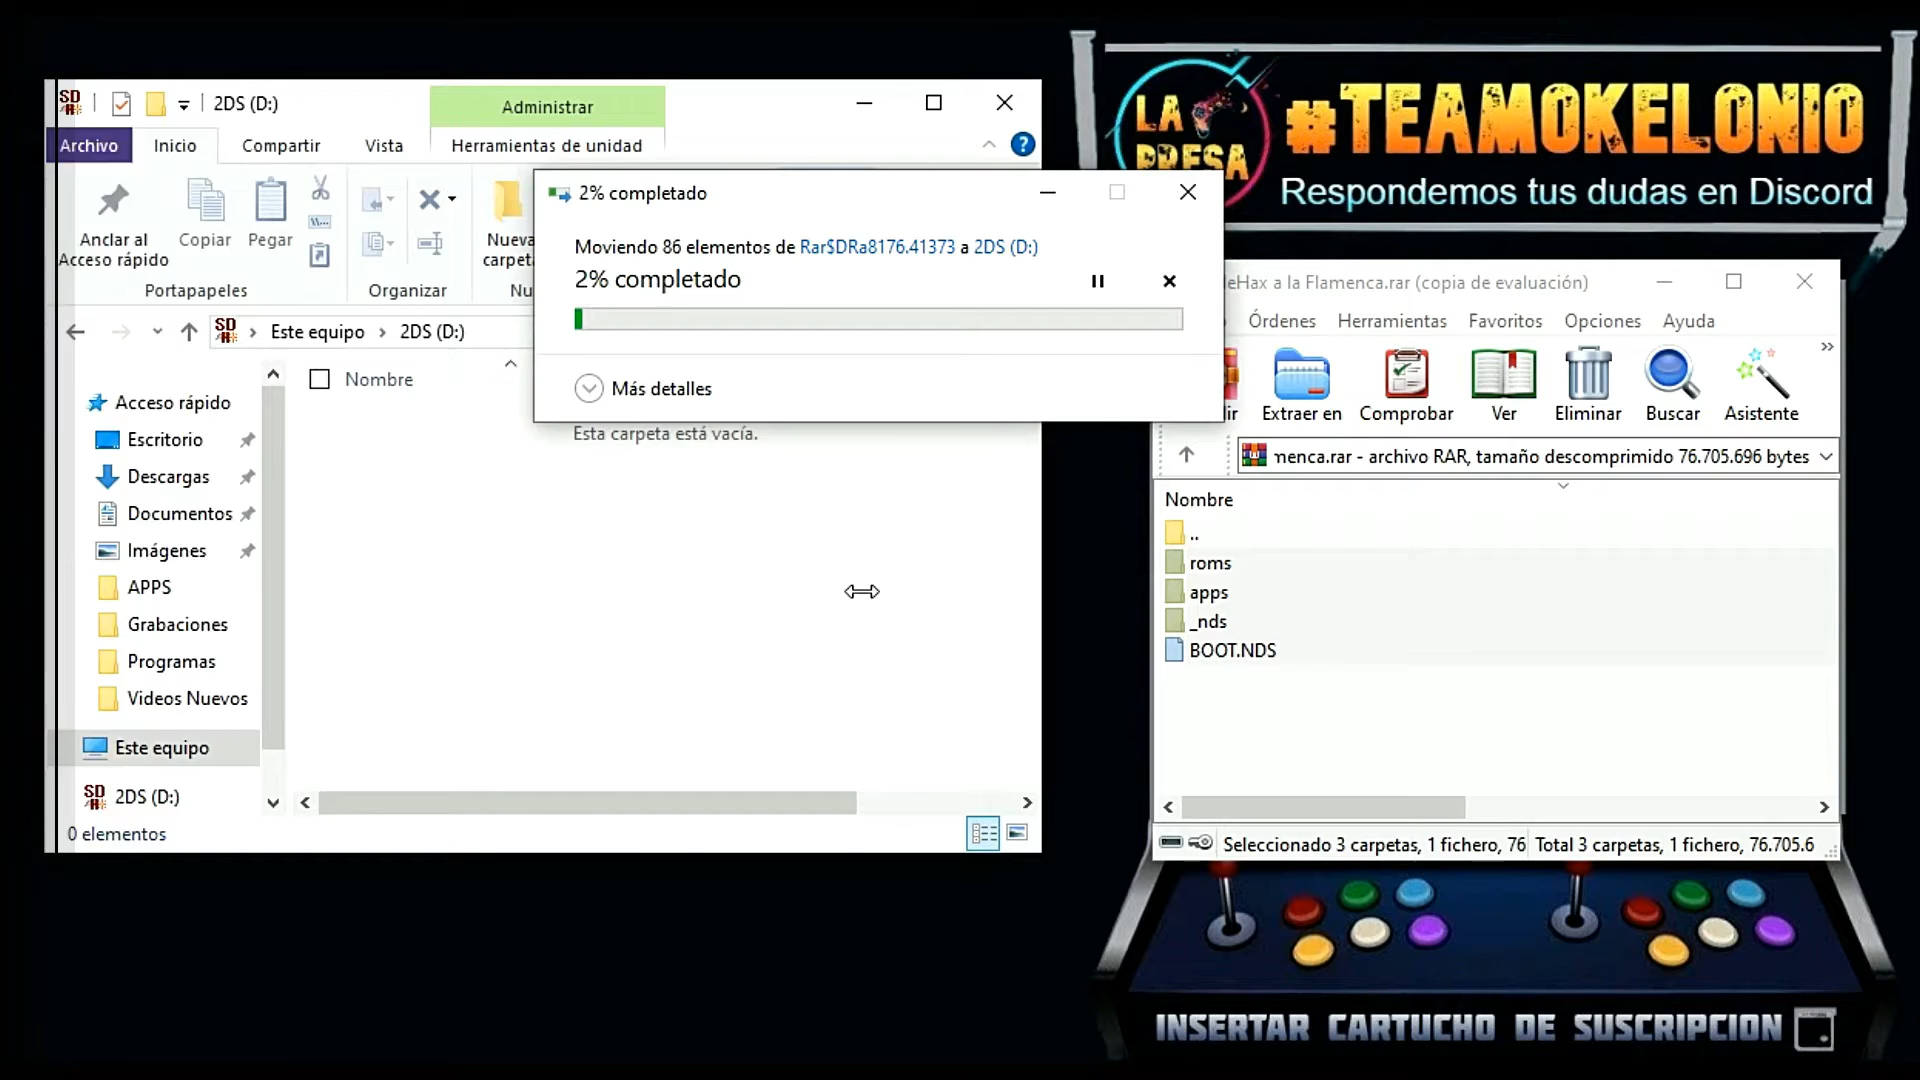 2DS (D:)
Administrar
Archivo
Inicio
Compartir
Vista
Herramientas de unidad
Anclar al
Acceso rápido
Copiar
Pegar
Nueva
carpeta
Portapapeles
Organizar
Nu
Este equipo
2DS (D:)
Nombre
Esta carpeta está vacía.
Acceso rápido
Escritorio
Descargas
Documentos
Imágenes
APPS
Grabaciones
Programas
Videos Nuevos
Este equipo
SD
2DS (D:)
0 elementos
2% completado
Moviendo 86 elementos de Rar$DRa8176.41373 a 2DS (D:)
2% completado
Más detalles
LA
PRESA
#TEAMOKELONIO
Respondemos tus dudas en Discord
eHax a la Flamenca.rar (copia de evaluación)
Órdenes
Herramientas
Favoritos
Opciones
Ayuda
ir
Extraer en
Comprobar
Ver
Eliminar
Buscar
Asistente
menca.rar - archivo RAR, tamaño descomprimido 76.705.696 bytes
Nombre
..
roms
apps
_nds
BOOT.NDS
Seleccionado 3 carpetas, 1 fichero, 76
Total 3 carpetas, 1 fichero, 76.705.6
INSERTAR CARTUCHO DE SUSCRIPCION